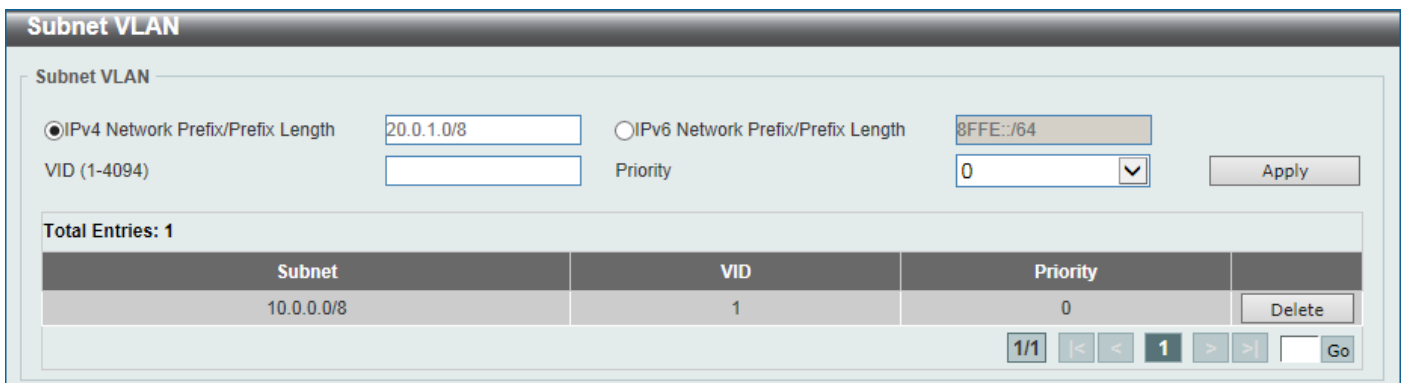 Subnet VLAN
Subnet VLAN
IPv4 Network Prefix/Prefix Length 20.0.1.0/8 IPv6 Network Prefix/Prefix Length 8FFE::/64
VID (1-4094) Priority 0 Apply
Total Entries: 1
Subnet VID Priority
10.0.0.0/8 1 0 Delete
1/1 |< < 1 > >| Go